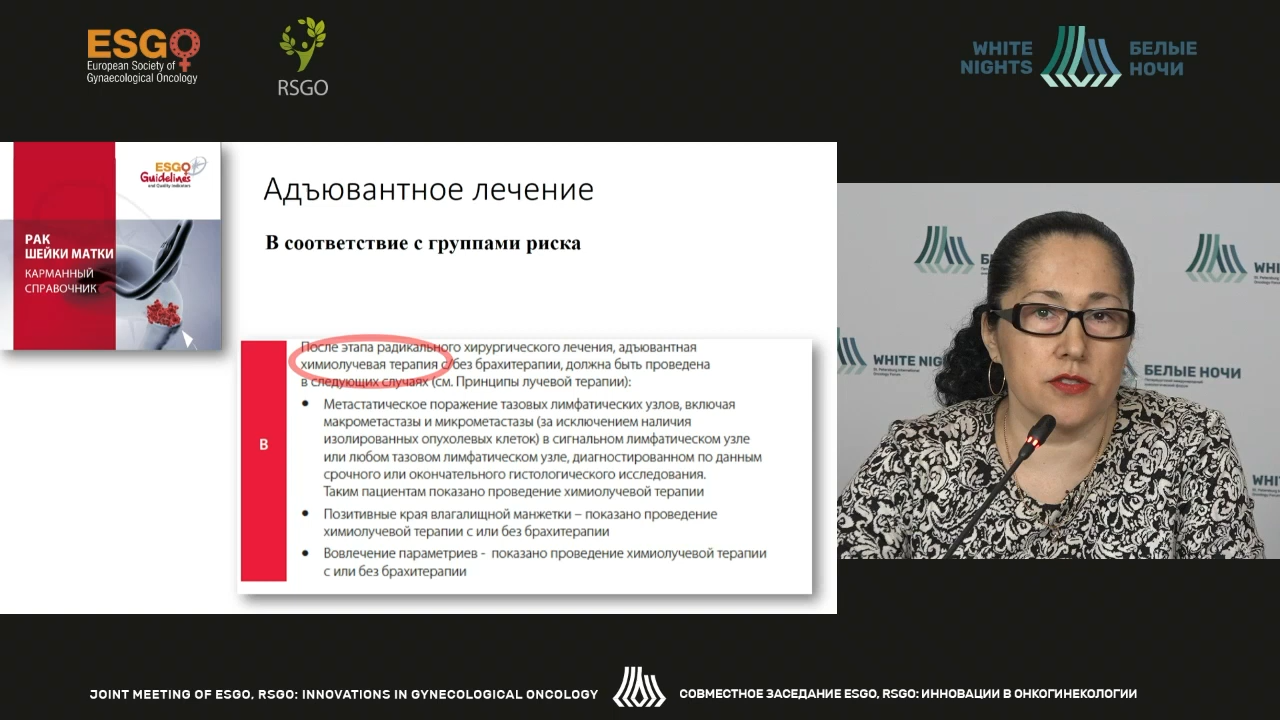 ESGO
European Society of
Gynaecological Oncology
RSGO
WHITE
NIGHTS
БЕЛЫЕ
НОЧИ
ESGO
Guidelines
and Quality Indicators
РАК
ШЕЙКИ МАТКИ
КАРМАННЫЙ
СПРАВОЧНИК
Адъювантное лечение
В соответствие с группами риска
B
После этапа радикального хирургического лечения, адъювантная
химиолучевая терапия с/без брахитерапии, должна быть проведена
в следующих случаях (см. Принципы лучевой терапии):
• Метастатическое поражение тазовых лимфатических узлов, включая
макрометастазы и микрометастазы (за исключением наличия
изолированных опухолевых клеток) в сигнальном лимфатическом узле
или любом тазовом лимфатическом узле, диагностированном по данным
срочного или окончательного гистологического исследования.
Таким пациентам показано проведение химиолучевой терапии
• Позитивные края влагалищной манжетки – показано проведение
химиолучевой терапии с или без брахитерапии
• Вовлечение параметриев - показано проведение химиолучевой терапии
с или без брахитерапии
WHITE
WHITE NIG
БЕЛЫЕ НОЧИ
JOINT MEETING OF ESGO, RSGO: INNOVATIONS IN GYNECOLOGICAL ONCOLOGY
СОВМЕСТНОЕ ЗАСЕДАНИЕ ESGO, RSGO: ИННОВАЦИИ В ОНКОГИНЕКОЛОГИИ